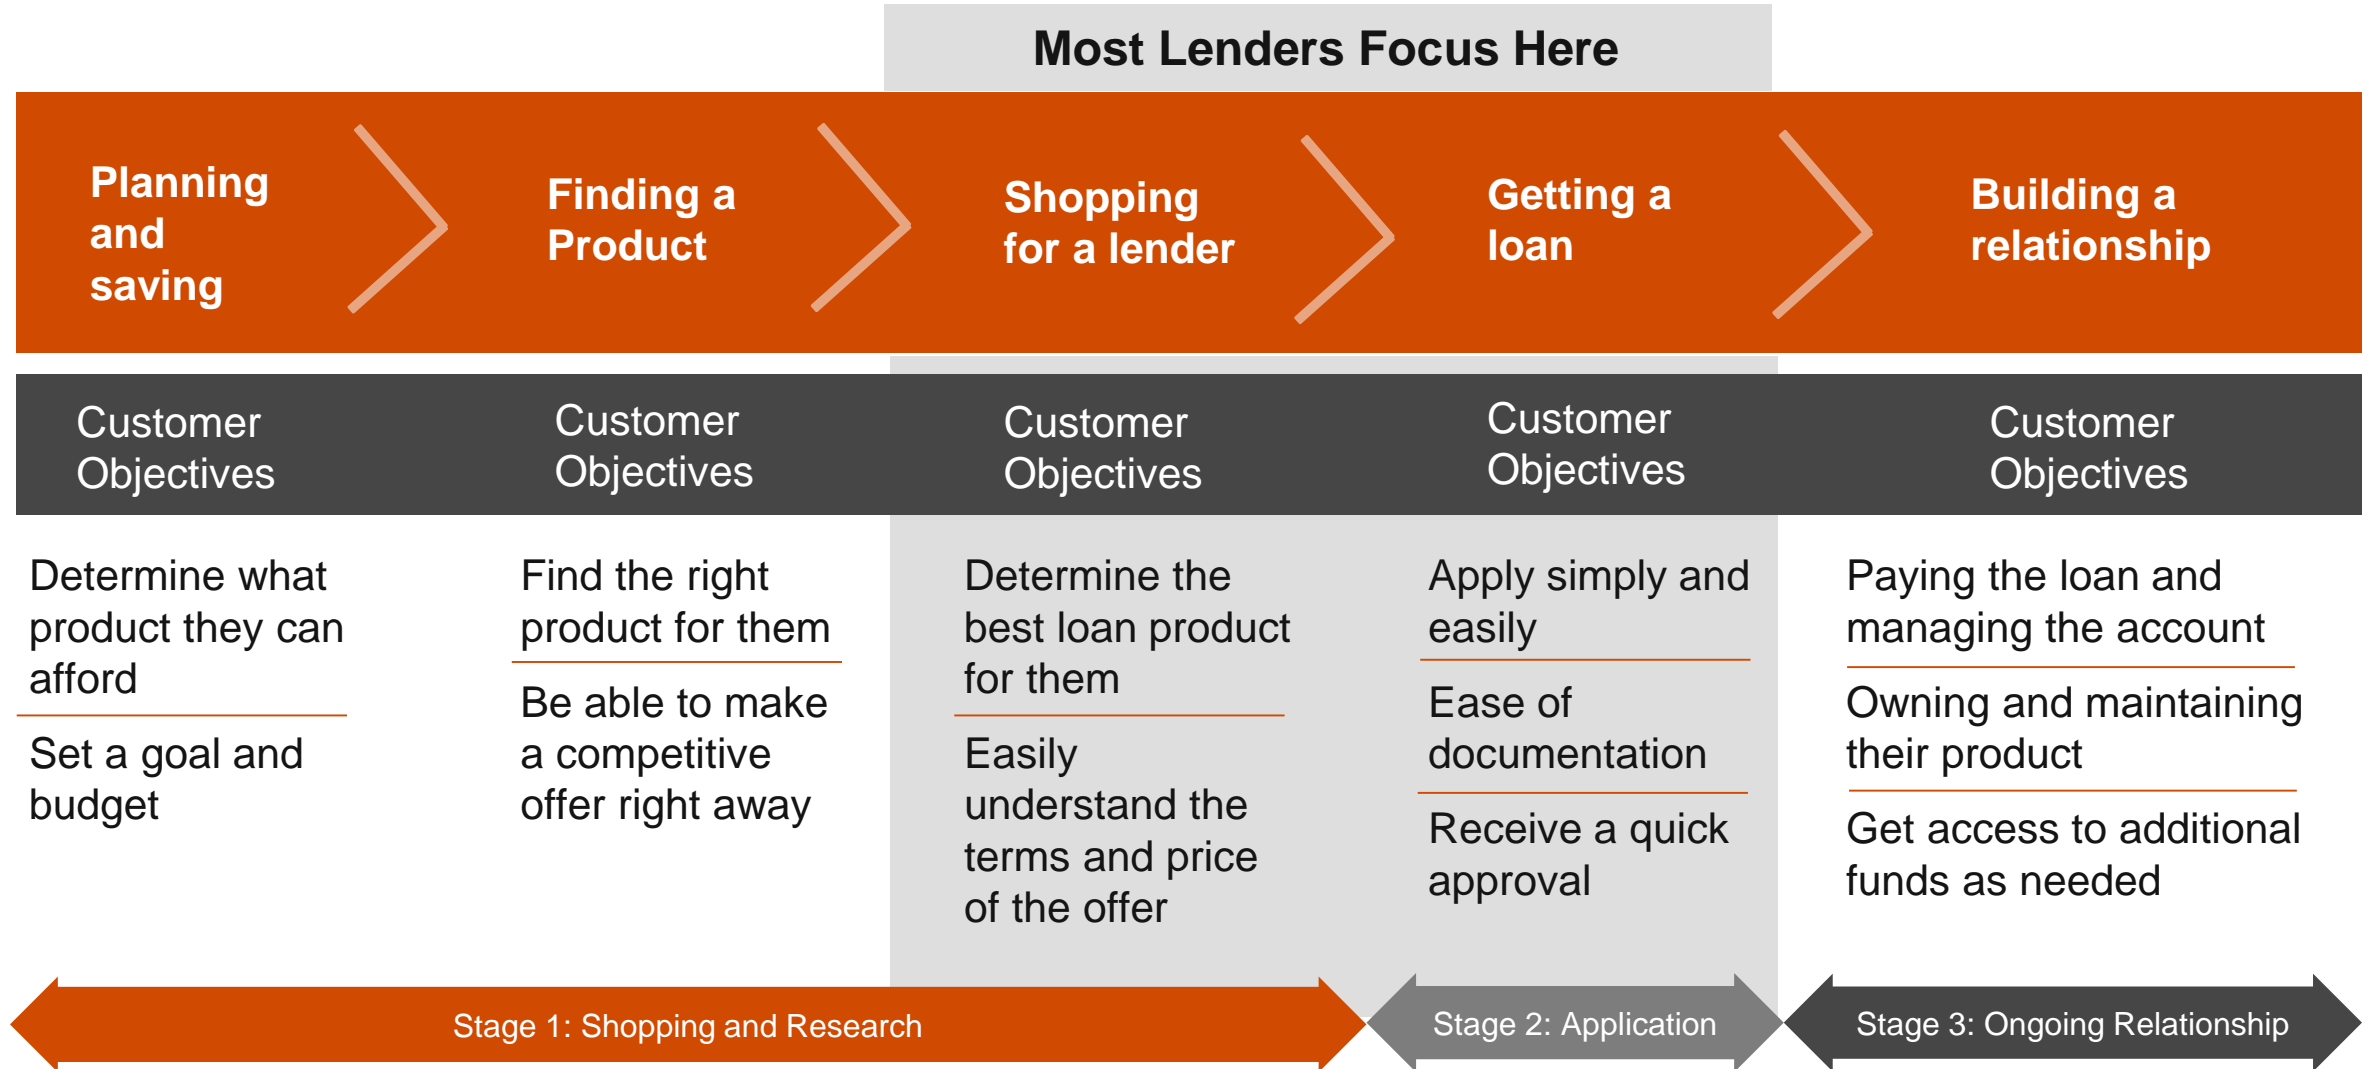 Most Lenders Focus Here
Planning
and
saving
Finding a
Product
Shopping
for a lender
Getting a
loan
Building a
relationship
Customer
Objectives
Customer
Objectives
Customer
Objectives
Customer
Objectives
Customer
Objectives
Determine what
product they can
afford
Set a goal and
budget
Find the right
product for them
Be able to make
a competitive
offer right away
Determine the
best loan product
for them
Easily
understand the
terms and price
of the offer
Apply simply and
easily
Ease of
documentation
Receive a quick
approval
Paying the loan and
managing the account
Owning and maintaining
their product
Get access to additional
funds as needed
Stage 1: Shopping and Research
Stage 2: Application
Stage 3: Ongoing Relationship